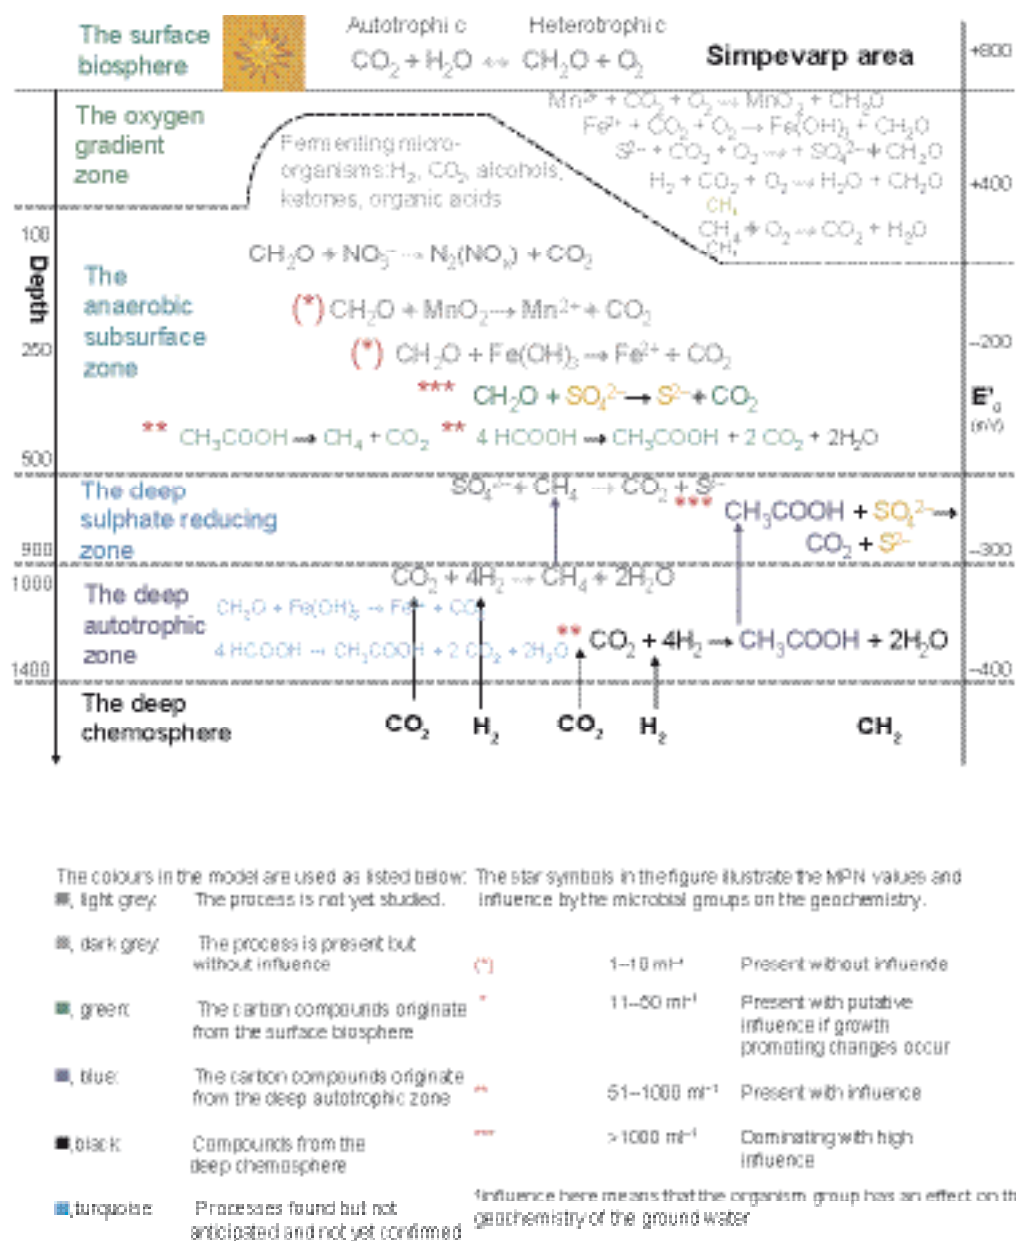 Autotrophic Heterotrophic
The surface biosphere
CO2 + H2O ↔ CH2O + O2
Simpevarp area
+800
The oxygen gradient zone
Mn2+ + CO2 + O2 → MnO2 + CH2O
Fe2+ + CO2 + O2 → Fe(OH)3 + CH2O
S2− + CO2 + O2 → + SO42− + CH2O
H2 + CO2 + O2 → H2O + CH2O
+400
CH4
CH4 + O2 → CO2 + H2O
CH4
Fermenting micro-
organisms: H2, CO2, alcohols,
ketones, organic acids
100
Depth
CH2O + NO3− → N2(NOx) + CO2
The anaerobic subsurface zone
(*) CH2O + MnO2 → Mn2+ + CO2
250
(*) CH2O + Fe(OH)3 → Fe2+ + CO2
−200
*** CH2O + SO42− → S2− + CO2
E'0
(mV)
** CH3COOH → CH4 + CO2 ** 4 HCOOH → CH3COOH + 2 CO2 + 2H2O
500
The deep sulphate reducing zone
SO42− + CH4 → CO2 + S2−
*** CH3COOH + SO42− →
CO2 + S2−
900
−300
1000
CO2 + 4H2 → CH4 + 2H2O
The deep autotrophic zone
CH2O + Fe(OH)3 → Fe2+ + CO2
** CO2 + 4H2 → CH3COOH + 2H2O
4 HCOOH → CH3COOH + 2 CO2 + 2H2O
1400
−400
The deep chemosphere
CO2 H2 CO2 H2 CH2
The colours in the model are used as listed below:
, light grey: The process is not yet studied.
, dark grey: The process is present but
without influence
, green: The carbon compounds originate
from the surface biosphere
, blue: The carbon compounds originate
from the deep autotrophic zone
, black: Compounds from the
deep chemosphere
, turquoise: Processes found but not
anticipated and not yet confirmed
The star symbols in the figure illustrate the MPN values and
influence by the microbial groups on the geochemistry.
(*) 1–10 ml−1 Present without influende
* 11–50 ml−1 Present with putative
influence if growth
promoting changes occur
** 51–1000 ml−1 Present with influence
*** >1000 ml−1 Dominating with high
influence
influence here means that the organism group has an effect on th
geochemistry of the ground water